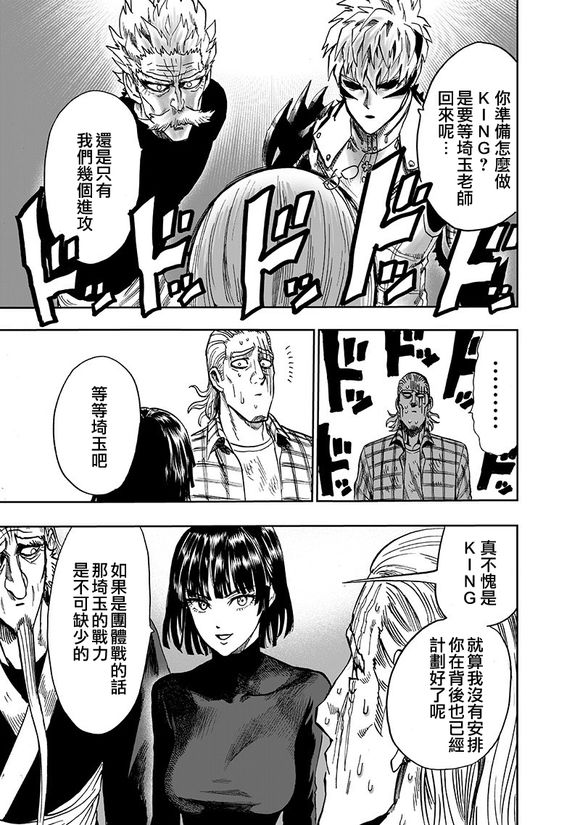 你準備怎麼做
KING?
是要等埼玉老師
回來呢…
還是只有
我們幾個進攻
ドッドッドッドッドッ
………
ドッドッドッ
等等埼玉吧
真不愧是
KING
就算我沒有安排
你在背後也已經
計劃好了呢
如果是團體戰的話
那埼玉的戰力
是不可缺少的